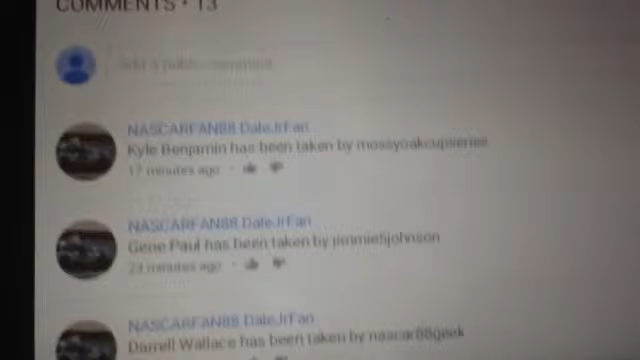 COMMENTS • 13
Add a public comment...
NASCARFAN88 DaleJrFan
Kyle Benjamin has been taken by mossyoakcupseries
17 minutes ago
NASCARFAN88 DaleJrFan
Gene Paul has been taken by jimmie5johnson
23 minutes ago
NASCARFAN88 DaleJrFan
Darrell Wallace has been taken by nascar88geek